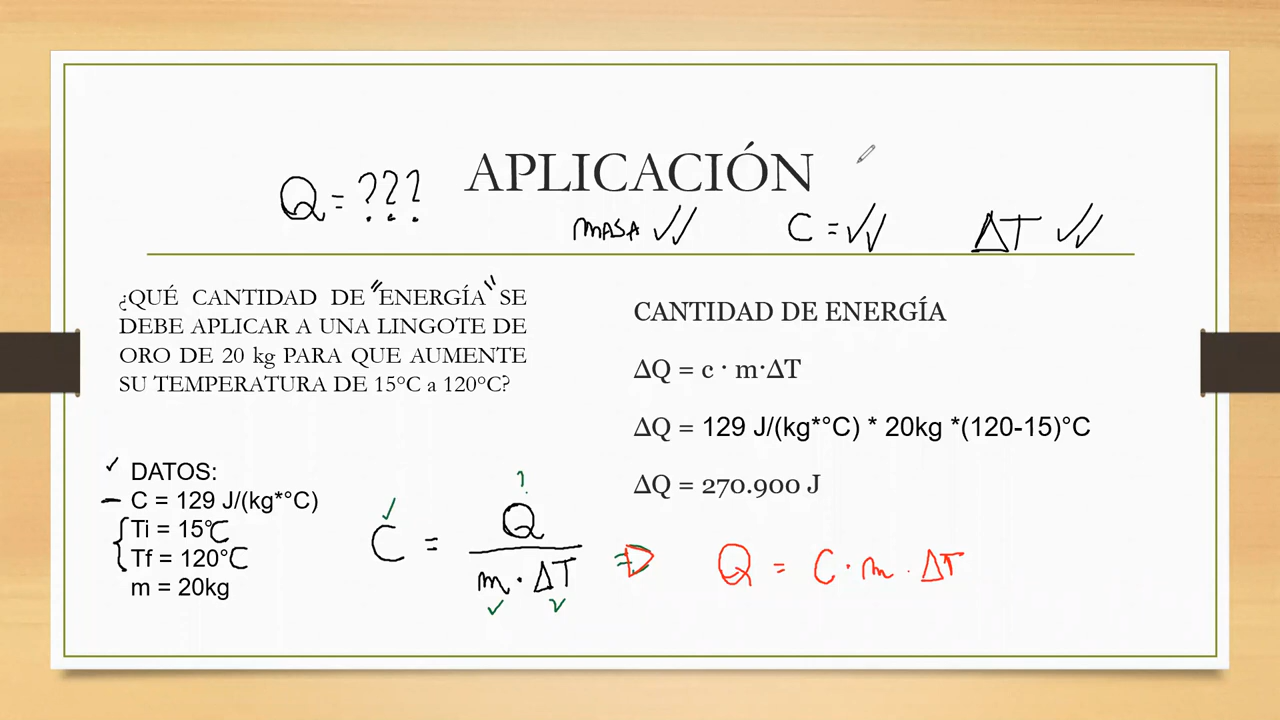 APLICACIÓN
Q = ???
MASA
C =
ΔT
¿QUÉ CANTIDAD DE "ENERGÍA" SE
DEBE APLICAR A UNA LINGOTE DE
ORO DE 20 kg PARA QUE AUMENTE
SU TEMPERATURA DE 15°C a 120°C?
✓ DATOS:
– C = 129 J/(kg*°C)
Ti = 15°C
Tf = 120°C
m = 20kg
?
C = Q
m · ΔT
CANTIDAD DE ENERGÍA
ΔQ = c · m·ΔT
ΔQ = 129 J/(kg*°C) * 20kg *(120-15)°C
ΔQ = 270.900 J
Q = C · m · ΔT